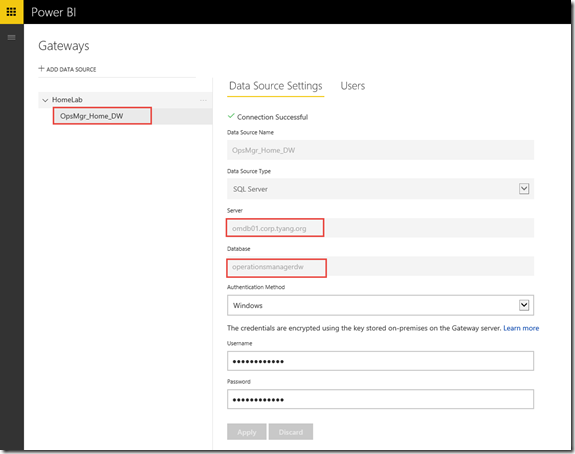 Power BI
Gateways
+ ADD DATA SOURCE
HomeLab
...
OpsMgr_Home_DW
Data Source Settings Users
Connection Successful
Data Source Name
OpsMgr_Home_DW
Data Source Type
SQL Server
Server
omdb01.corp.tyang.org
Database
operationsmanagerdw
Authentication Method
Windows
The credentials are encrypted using the key stored on-premises on the Gateway server. Learn more
Username
●●●●●●●●●●●●
Password
●●●●●●●●●●●●
Apply Discard